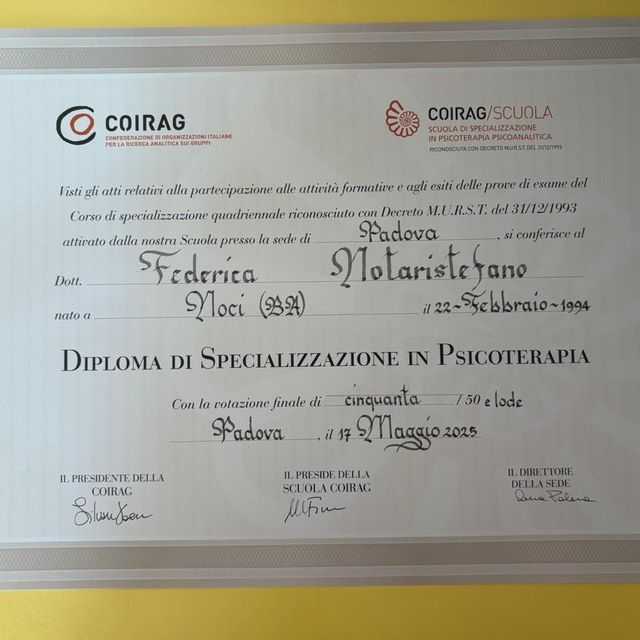 COIRAG
CONFEDERAZIONE DI ORGANIZZAZIONI ITALIANE
PER LA RICERCA ANALITICA SUI GRUPPI
COIRAG/SCUOLA
SCUOLA DI SPECIALIZZAZIONE
IN PSICOTERAPIA PSICOANALITICA
RICONOSCIUTA CON DECRETO M.U.R.S.T. DEL 31/12/1993
Visti gli atti relativi alla partecipazione alle attività formative e agli esiti delle prove di esame del
Corso di specializzazione quadriennale riconosciuto con Decreto M.U.R.S.T. del 31/12/1993
attivato dalla nostra Scuola presso la sede di Padova, si conferisce al
Dott. Federica Notaristefano
nato a Noci (BA) il 22-Febbraio-1994
DIPLOMA DI SPECIALIZZAZIONE IN PSICOTERAPIA
Con la votazione finale di cinquanta /50 e lode
Padova, il 17 Maggio 2025
IL PRESIDENTE DELLA
COIRAG
IL PRESIDE DELLA
SCUOLA COIRAG
IL DIRETTORE
DELLA SEDE